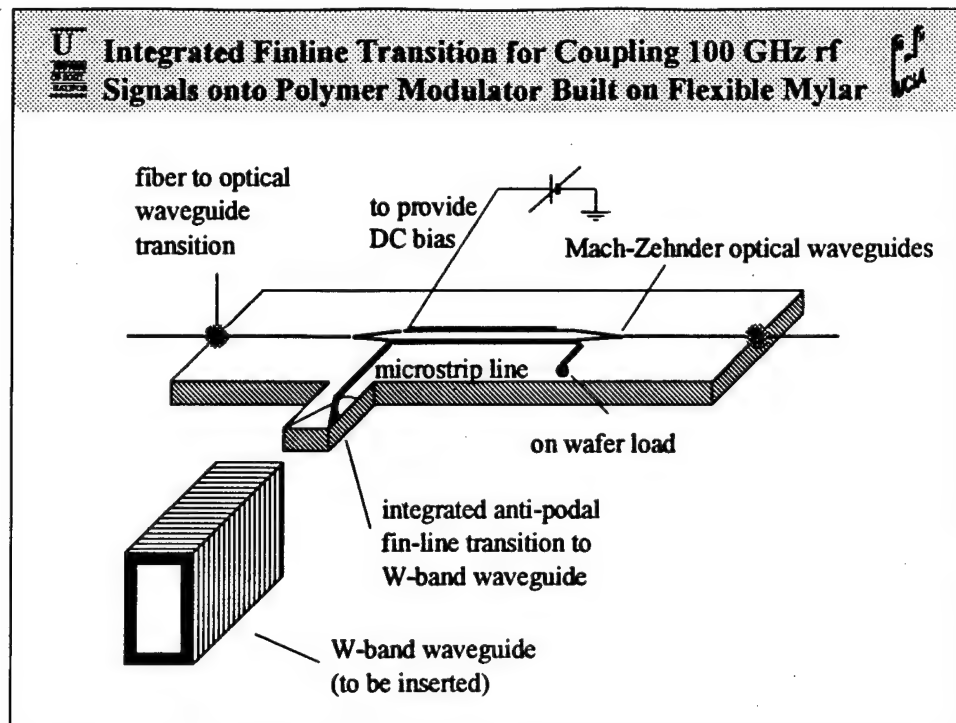 U
Integrated Finline Transition for Coupling 100 GHz rf
Signals onto Polymer Modulator Built on Flexible Mylar
fiber to optical
waveguide
transition
to provide
DC bias
Mach-Zehnder optical waveguides
microstrip line
on wafer load
integrated anti-podal
fin-line transition to
W-band waveguide
W-band waveguide
(to be inserted)